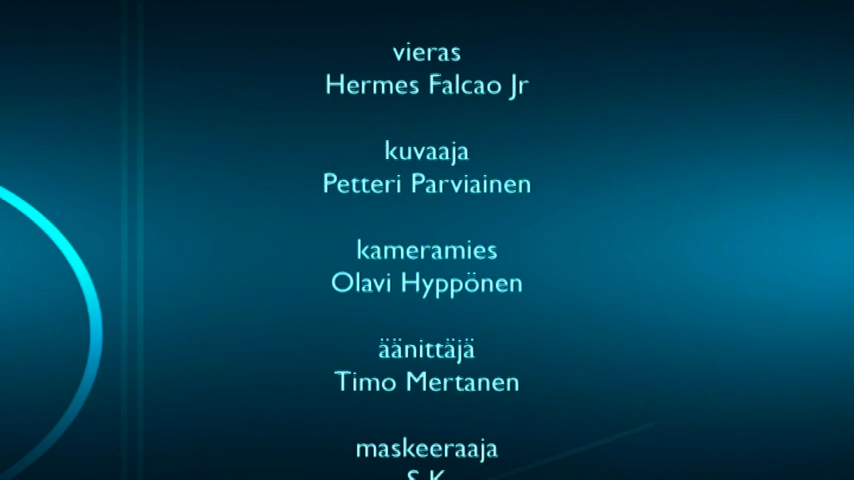 vieras
Hermes Falcao Jr
kuvaaja
Petteri Parviainen
kameramies
Olavi Hyppönen
äänittäjä
Timo Mertanen
maskeeraaja